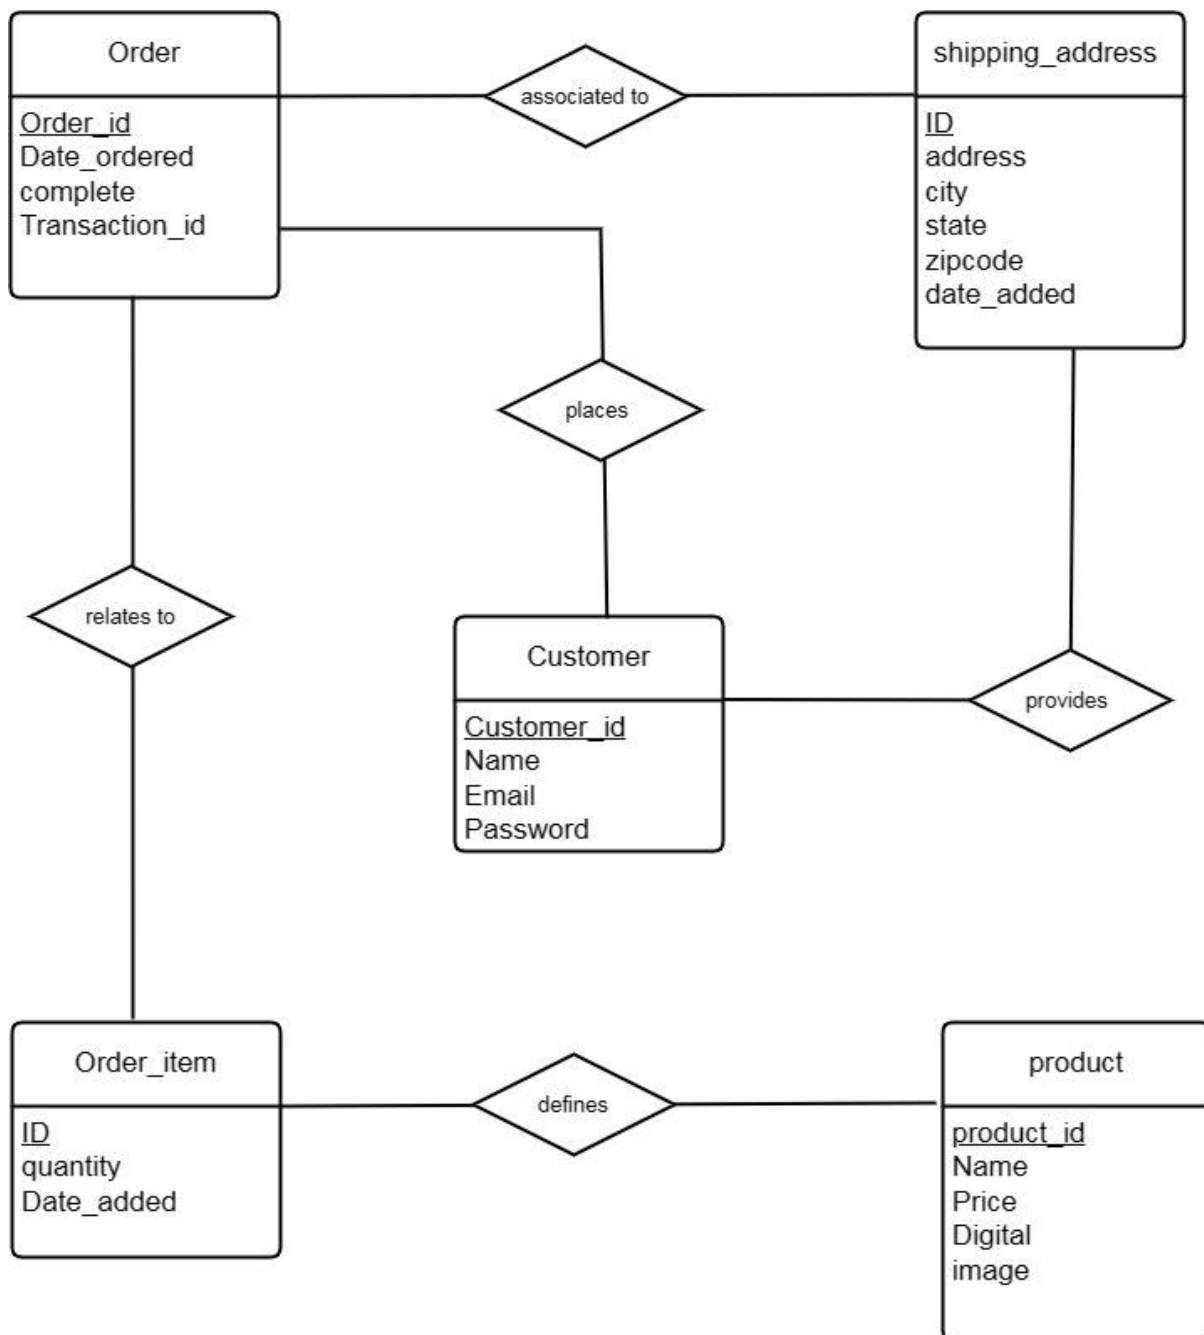 Order
Order_id
Date_ordered
complete
Transaction_id
associated to
shipping_address
ID
address
city
state
zipcode
date_added
places
relates to
Customer
Customer_id
Name
Email
Password
provides
Order_item
ID
quantity
Date_added
defines
product
product_id
Name
Price
Digital
image